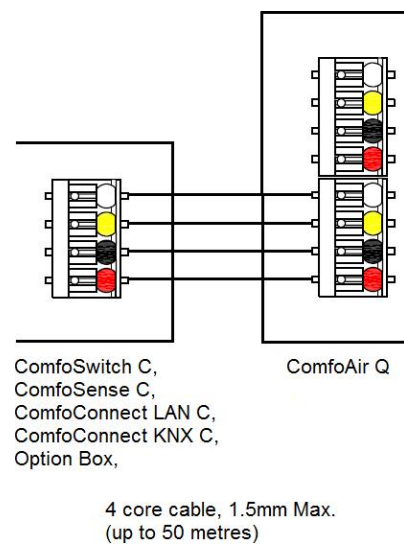 ComfoSwitch C,
ComfoSense C,
ComfoConnect LAN C,
ComfoConnect KNX C,
Option Box,
ComfoAir Q
4 core cable, 1.5mm Max.
(up to 50 metres)